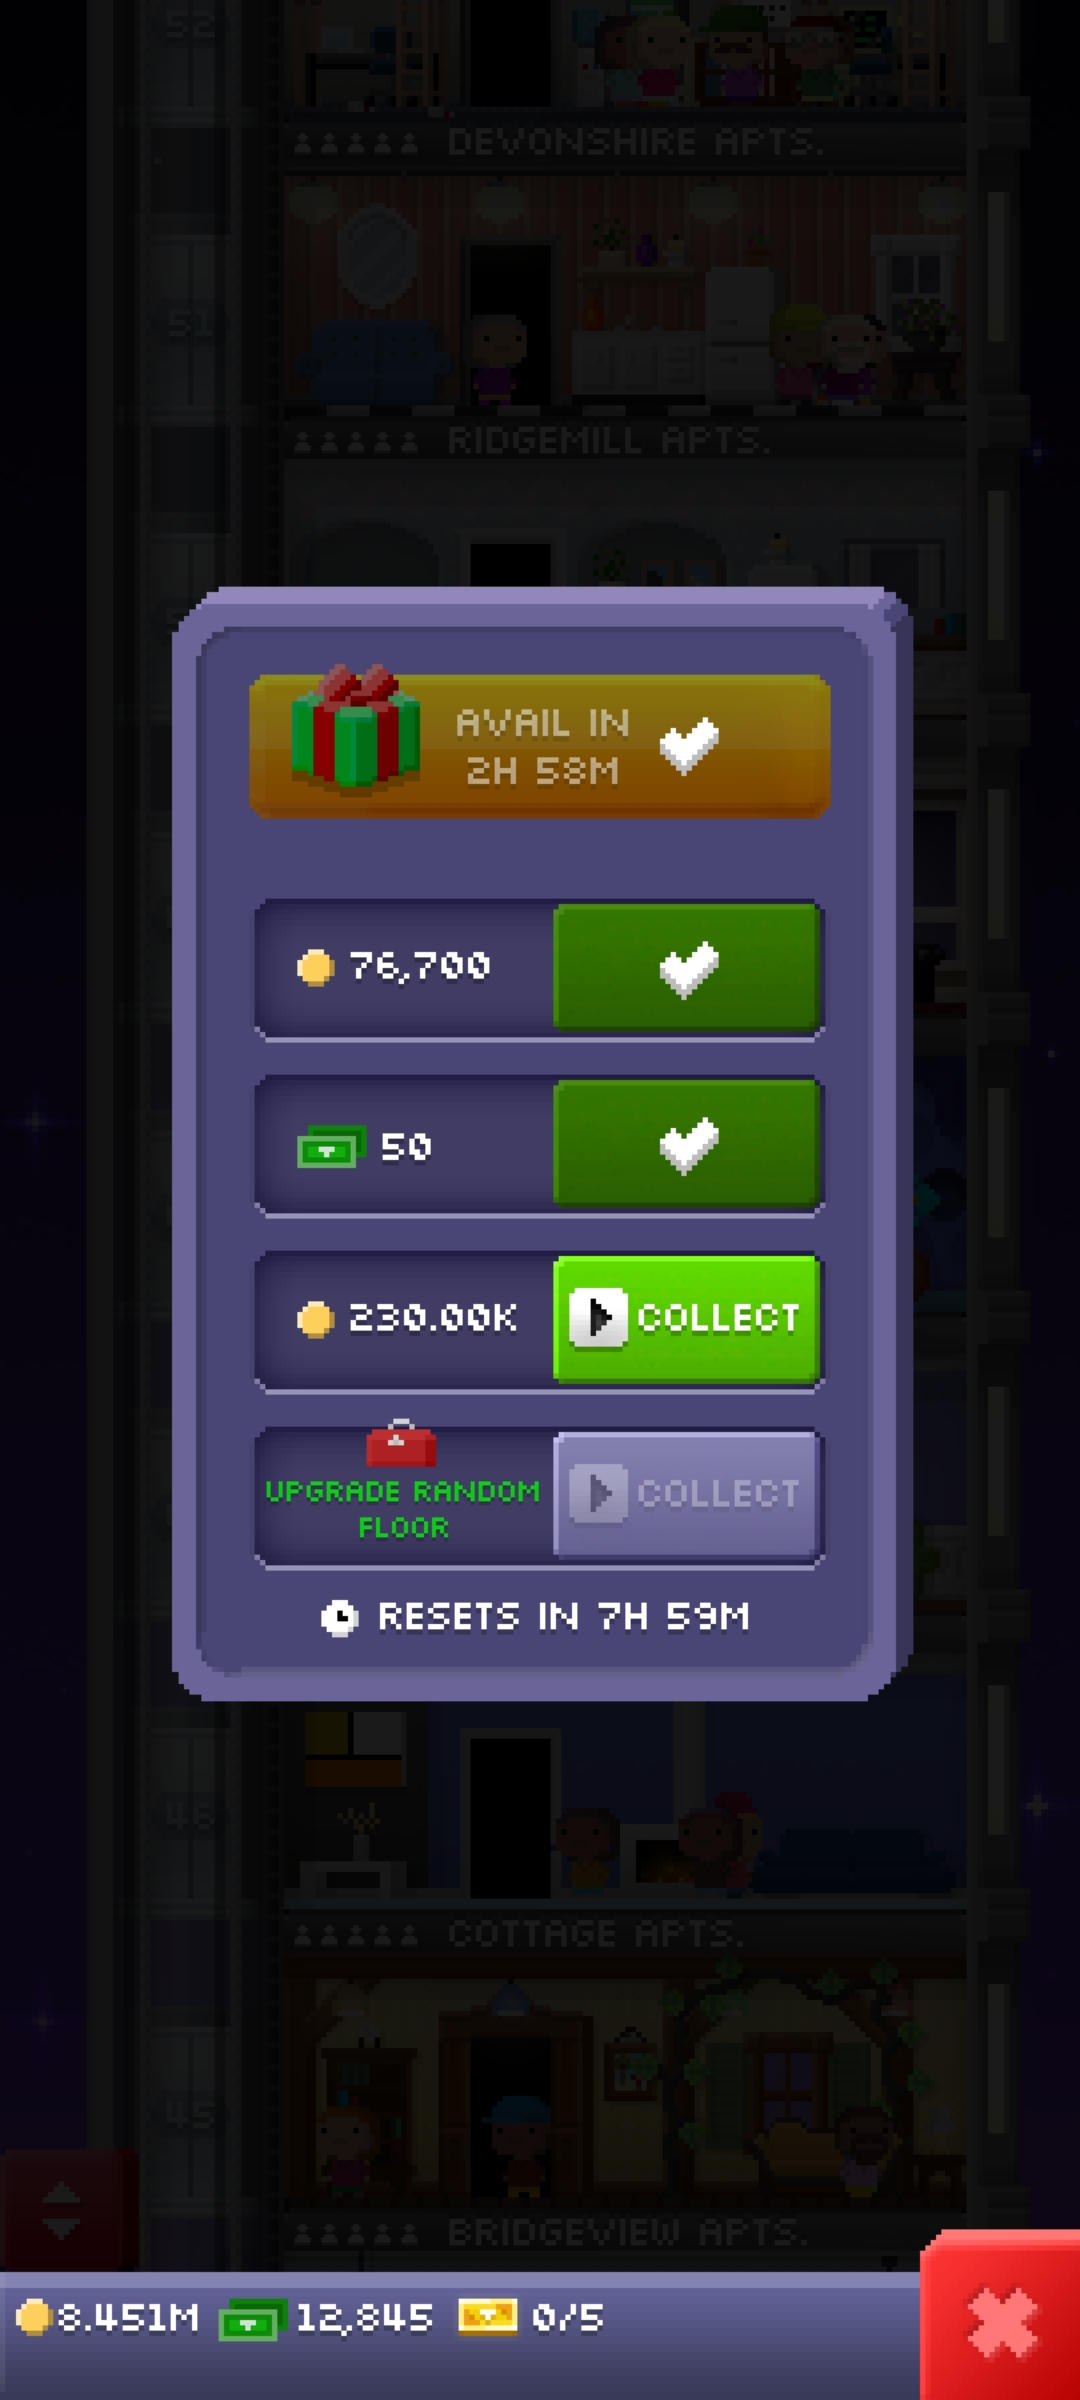 52
DEVONSHIRE APTS.
51
RIDGEMILL APTS.
AVAIL IN
2H 58M
76,700
50
230.00K
COLLECT
UPGRADE RANDOM
FLOOR
COLLECT
RESETS IN 7H 59M
46
COTTAGE APTS.
45
BRIDGEVIEW APTS.
8.451M 12,845 0/5